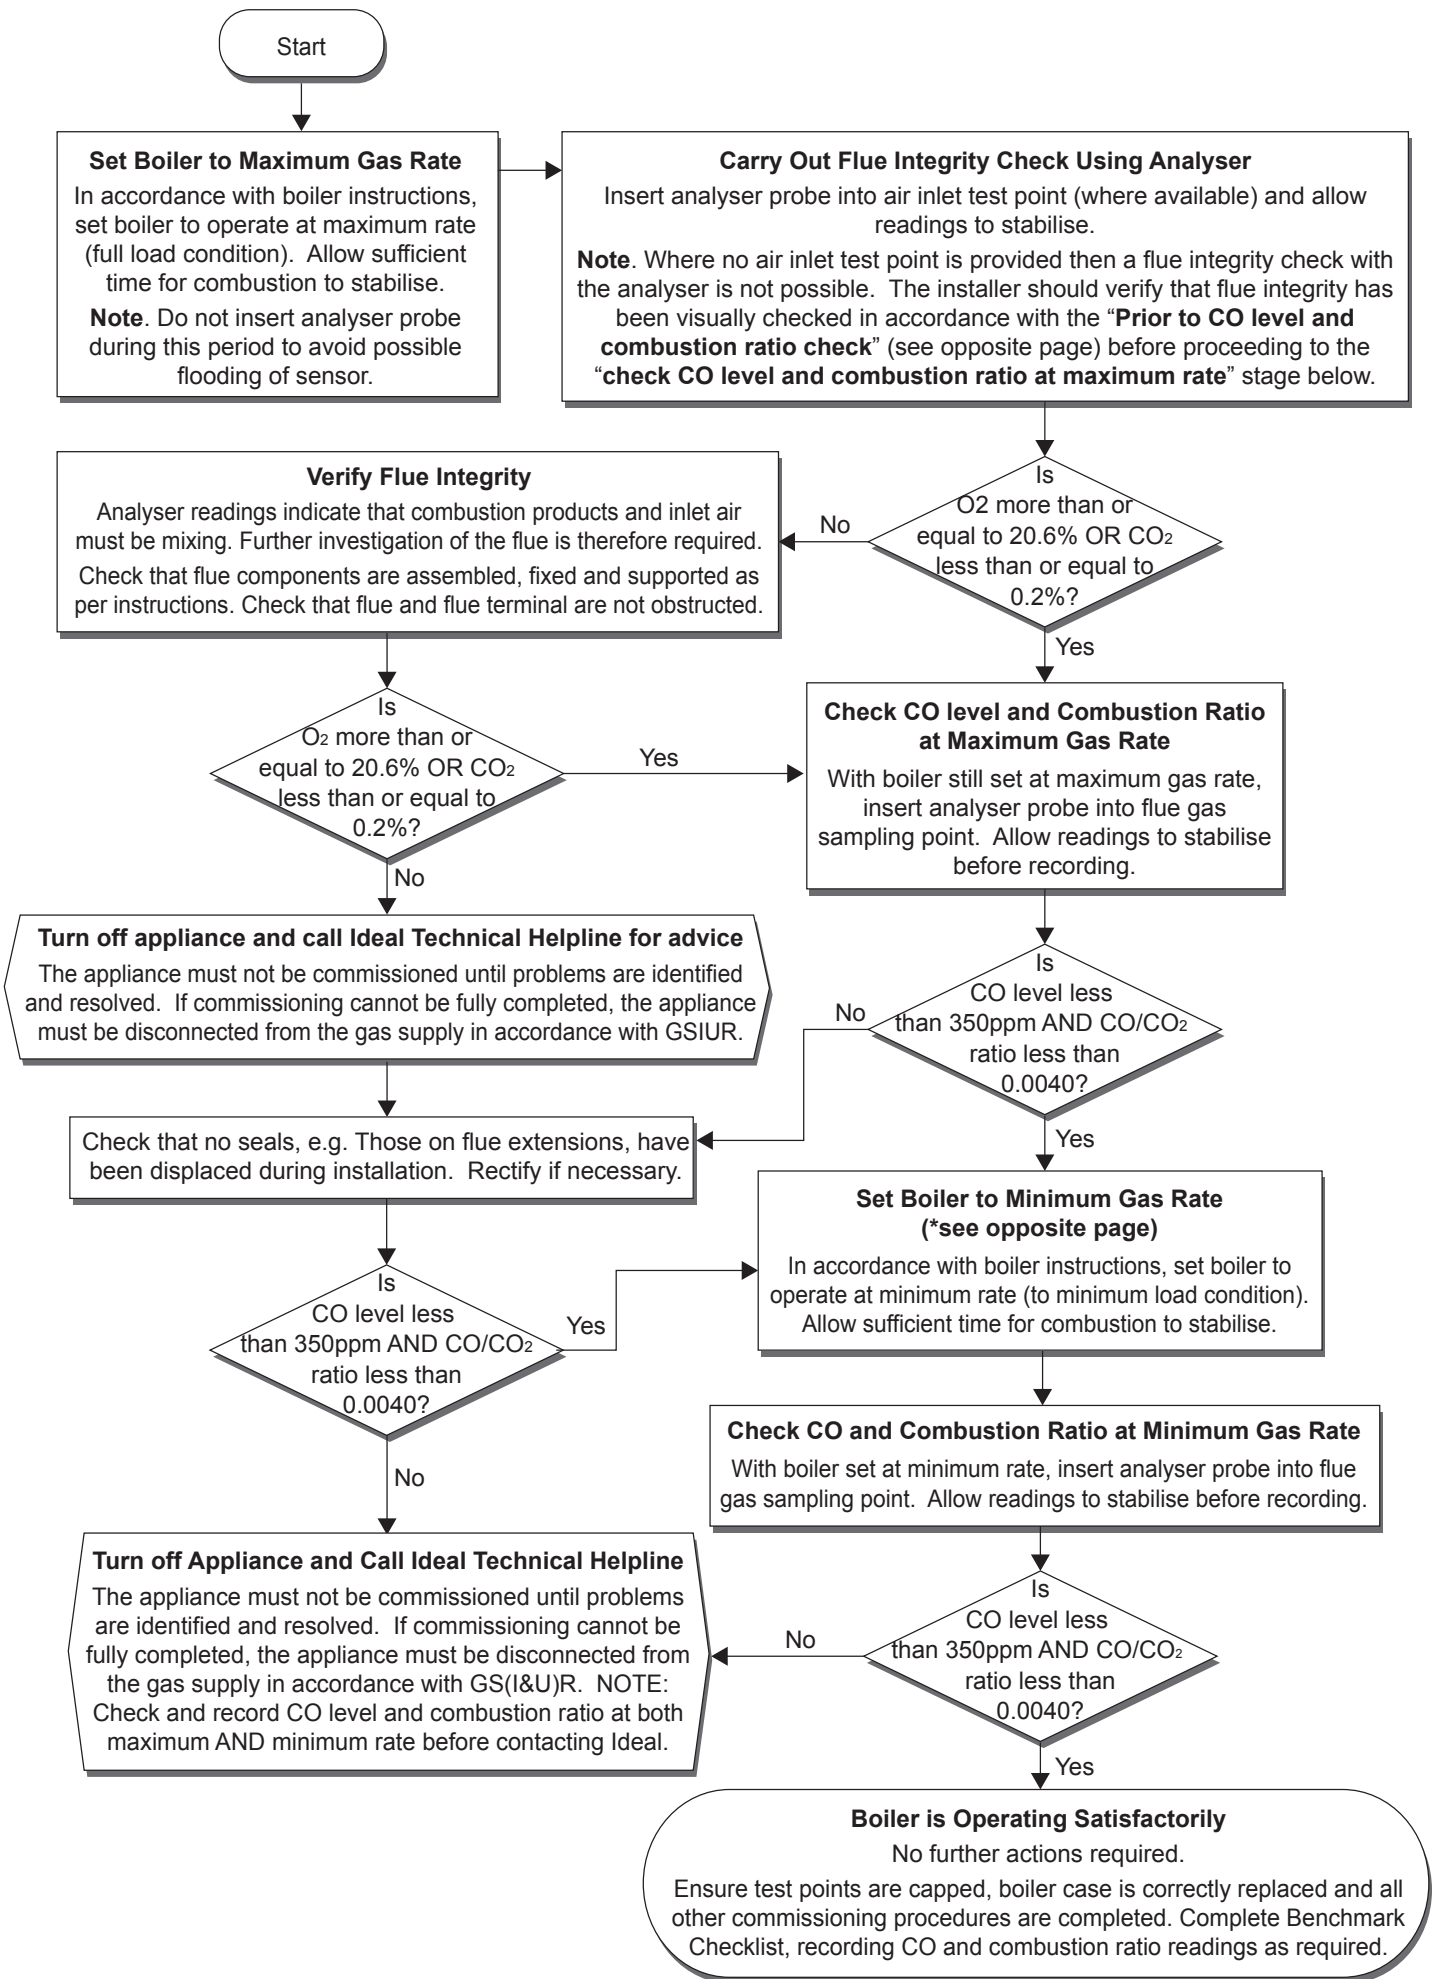 Start
Set Boiler to Maximum Gas Rate
In accordance with boiler instructions,
set boiler to operate at maximum rate
(full load condition).  Allow sufficient
time for combustion to stabilise.
Note. Do not insert analyser probe
during this period to avoid possible
flooding of sensor.
Carry Out Flue Integrity Check Using Analyser
Insert analyser probe into air inlet test point (where available) and allow
readings to stabilise.
Note. Where no air inlet test point is provided then a flue integrity check with
the analyser is not possible.  The installer should verify that flue integrity has
been visually checked in accordance with the “Prior to CO level and
combustion ratio check” (see opposite page) before proceeding to the
“check CO level and combustion ratio at maximum rate” stage below.
Is
O2 more than or
equal to 20.6% OR CO2
less than or equal to
0.2%?
No
Yes
Verify Flue Integrity
Analyser readings indicate that combustion products and inlet air
must be mixing. Further investigation of the flue is therefore required.
Check that flue components are assembled, fixed and supported as
per instructions. Check that flue and flue terminal are not obstructed.
Is
O2 more than or
equal to 20.6% OR CO2
less than or equal to
0.2%?
Yes
No
Check CO level and Combustion Ratio
at Maximum Gas Rate
With boiler still set at maximum gas rate,
insert analyser probe into flue gas
sampling point.  Allow readings to stabilise
before recording.
Turn off appliance and call Ideal Technical Helpline for advice
The appliance must not be commissioned until problems are identified
and resolved.  If commissioning cannot be fully completed, the appliance
must be disconnected from the gas supply in accordance with GSIUR.
Is
CO level less
than 350ppm AND CO/CO2
ratio less than
0.0040?
No
Yes
Check that no seals, e.g. Those on flue extensions, have
been displaced during installation.  Rectify if necessary.
Set Boiler to Minimum Gas Rate
(*see opposite page)
In accordance with boiler instructions, set boiler to
operate at minimum rate (to minimum load condition).
Allow sufficient time for combustion to stabilise.
Is
CO level less
than 350ppm AND CO/CO2
ratio less than
0.0040?
Yes
No
Check CO and Combustion Ratio at Minimum Gas Rate
With boiler set at minimum rate, insert analyser probe into flue
gas sampling point.  Allow readings to stabilise before recording.
Turn off Appliance and Call Ideal Technical Helpline
The appliance must not be commissioned until problems
are identified and resolved.  If commissioning cannot be
fully completed, the appliance must be disconnected from
the gas supply in accordance with GS(I&U)R.  NOTE:
Check and record CO level and combustion ratio at both
maximum AND minimum rate before contacting Ideal.
Is
CO level less
than 350ppm AND CO/CO2
ratio less than
0.0040?
No
Yes
Boiler is Operating Satisfactorily
No further actions required.
Ensure test points are capped, boiler case is correctly replaced and all
other commissioning procedures are completed. Complete Benchmark
Checklist, recording CO and combustion ratio readings as required.